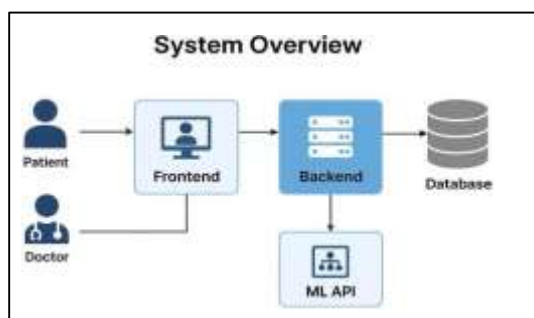 System Overview
Patient
Frontend
Backend
Database
Doctor
ML API